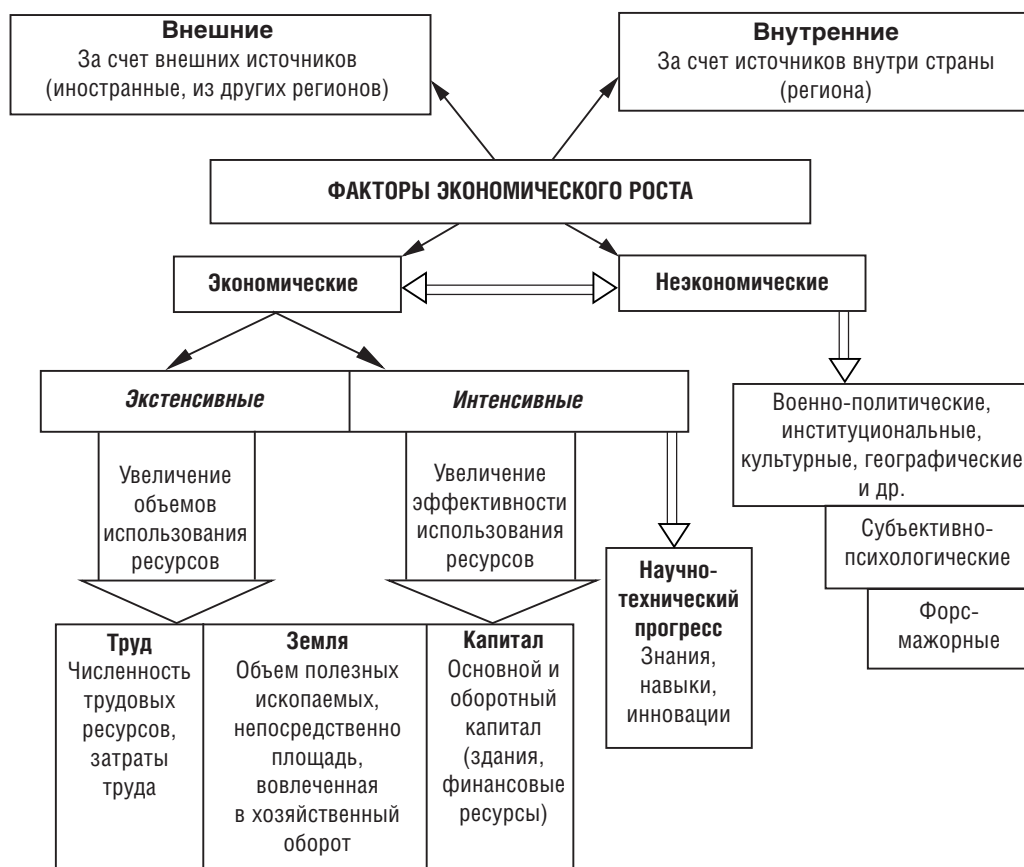 Внешние
За счет внешних источников
(иностранные, из других регионов)
Внутренние
За счет источников внутри страны
(региона)
ФАКТОРЫ ЭКОНОМИЧЕСКОГО РОСТА
Экономические
Неэкономические
Экстенсивные
Интенсивные
Военно-политические,
институциональные,
культурные, географические
и др.
Субъективно-
психологические
Форс-
мажорные
Увеличение
объемов
использования
ресурсов
Увеличение
эффективности
использования
ресурсов
Научно-
технический
прогресс
Знания,
навыки,
инновации
Труд
Численность
трудовых
ресурсов,
затраты
труда
Земля
Объем полезных
ископаемых,
непосредственно
площадь,
вовлеченная
в хозяйственный
оборот
Капитал
Основной и
оборотный
капитал
(здания,
финансовые
ресурсы)